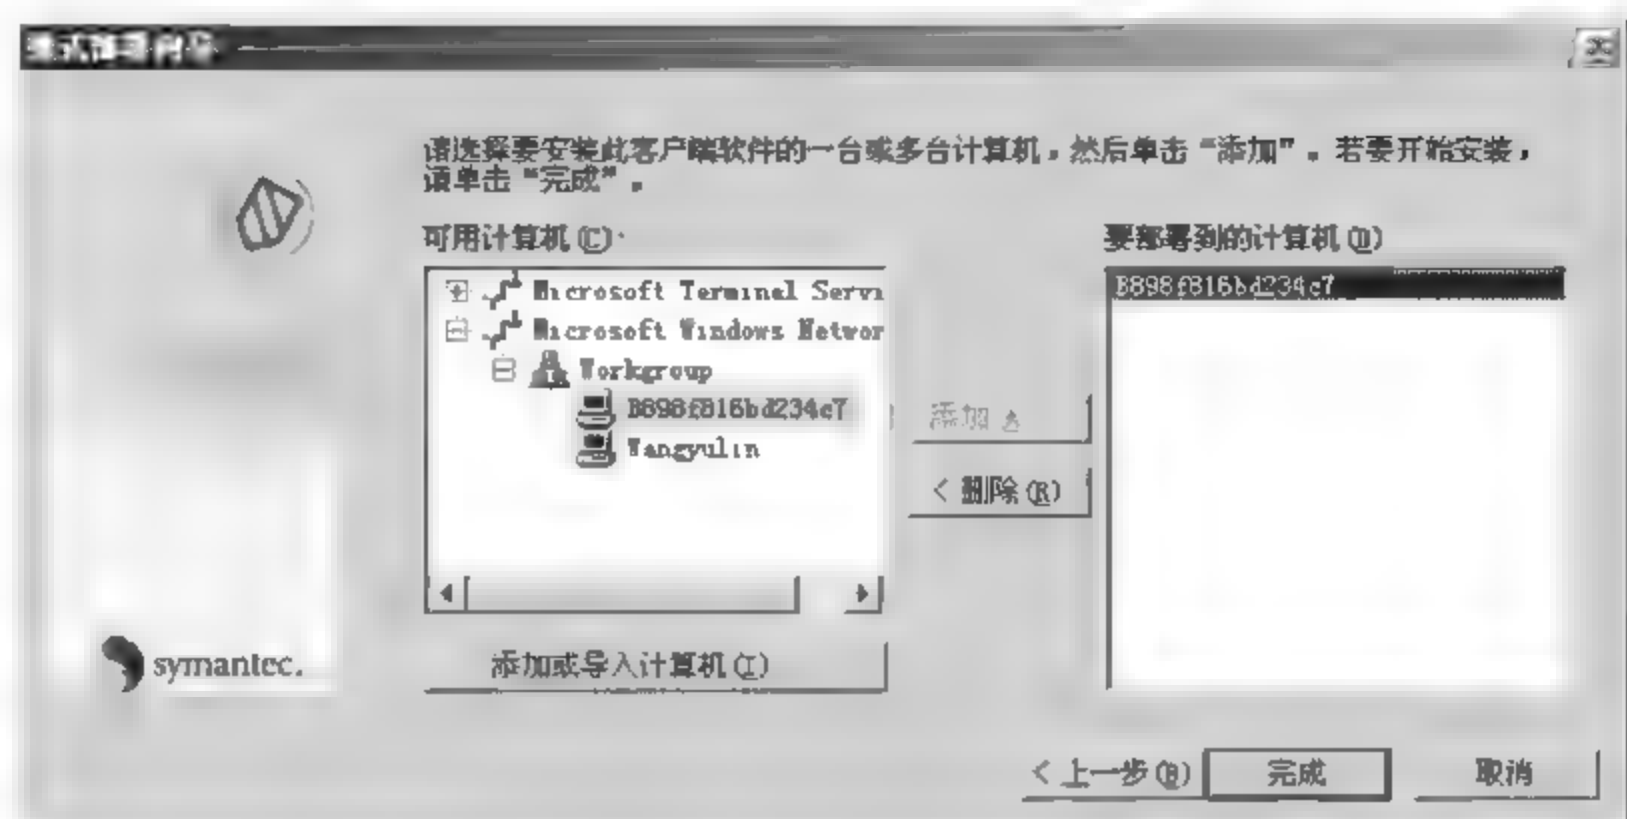 请选择要安装此客户端软件的一台或多台计算机，然后单击“添加”。若要开始安装，
请单击“完成”。
可用计算机(C):
要部署到的计算机(D)
Microsoft Terminal Servi
Microsoft Windows Networ
Workgroup
B898f816bd234c7
Wangyulin
B898f816bd234c7
添加 A
< 删除(R)
添加或导入计算机(I)
symantec.
< 上一步(B)
完成
取消